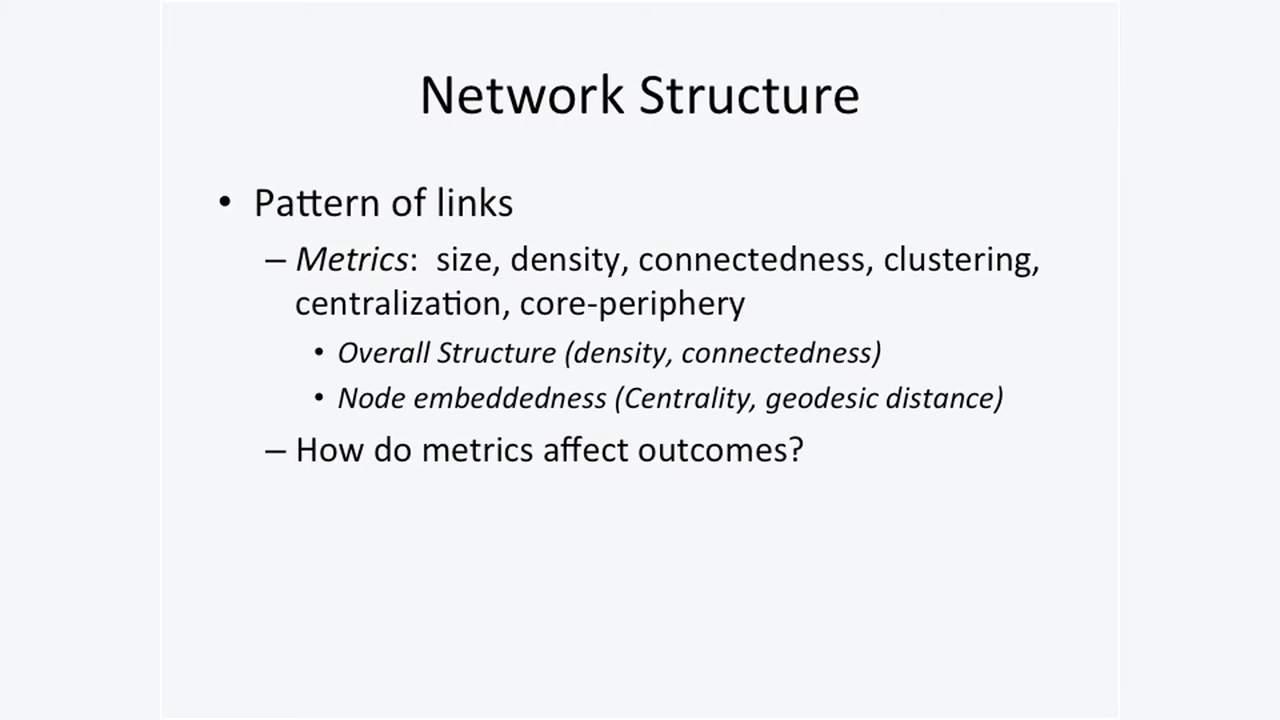 Network Structure
• Pattern of links
– Metrics: size, density, connectedness, clustering,
centralization, core-periphery
• Overall Structure (density, connectedness)
• Node embeddedness (Centrality, geodesic distance)
– How do metrics affect outcomes?